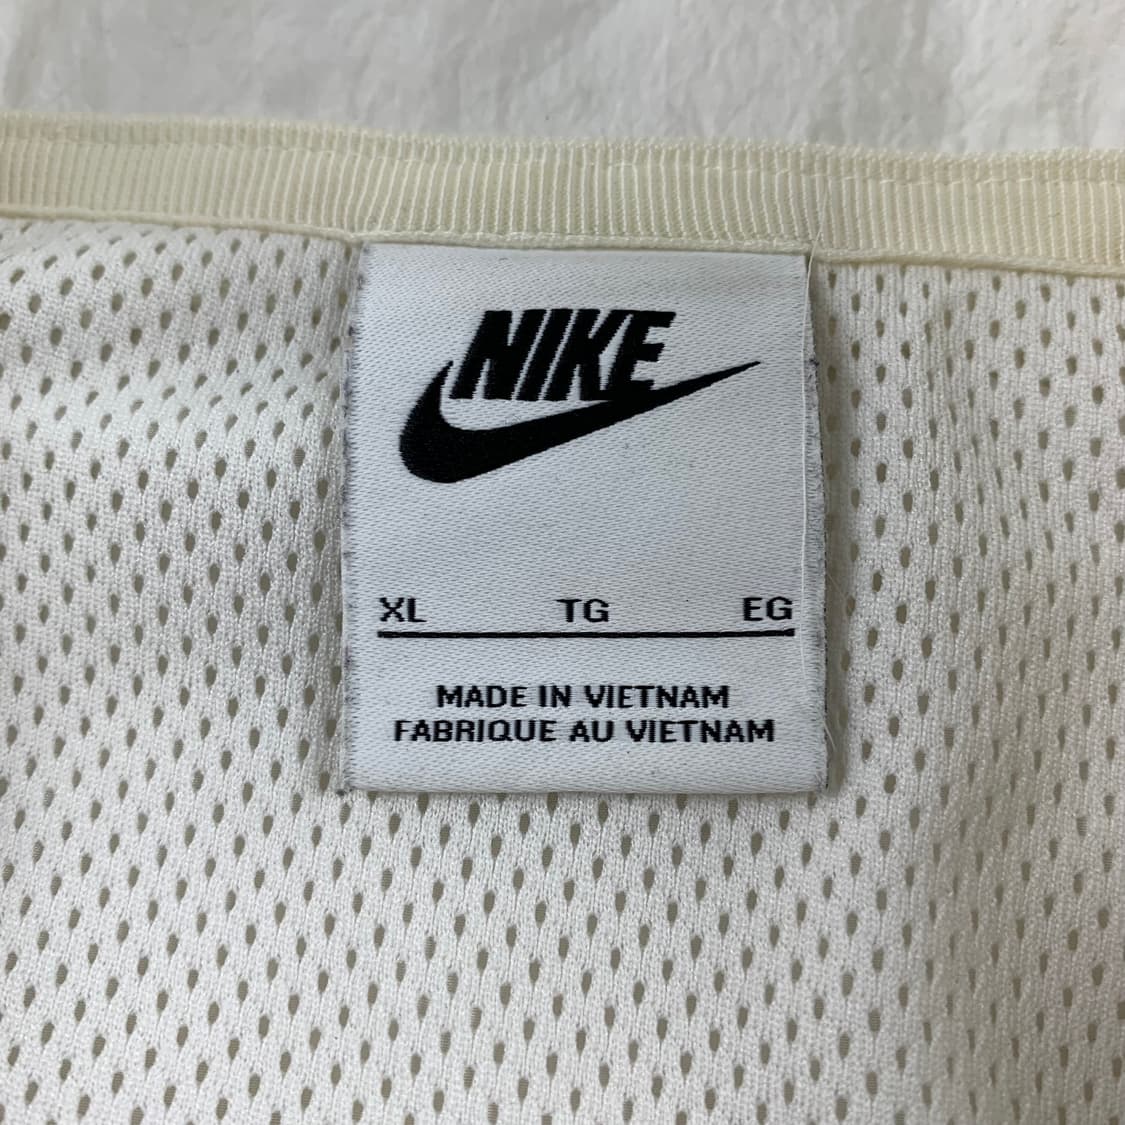 NIKE
XL TG EG
MADE IN VIETNAM
FABRIQUE AU VIETNAM